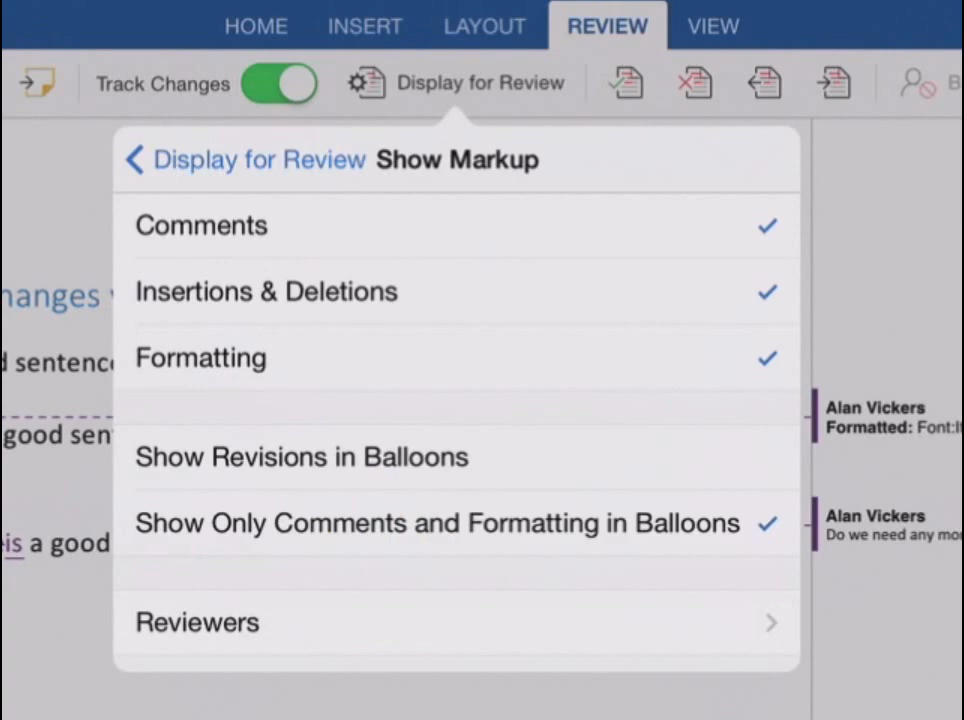 HOME INSERT LAYOUT REVIEW VIEW
Track Changes Display for Review
Display for Review Show Markup
Comments
Insertions & Deletions
Formatting
Show Revisions in Balloons
Show Only Comments and Formatting in Balloons
Reviewers
sentence
good sen
is a good
Alan Vickers
Formatted: Font:
Alan Vickers
Do we need any